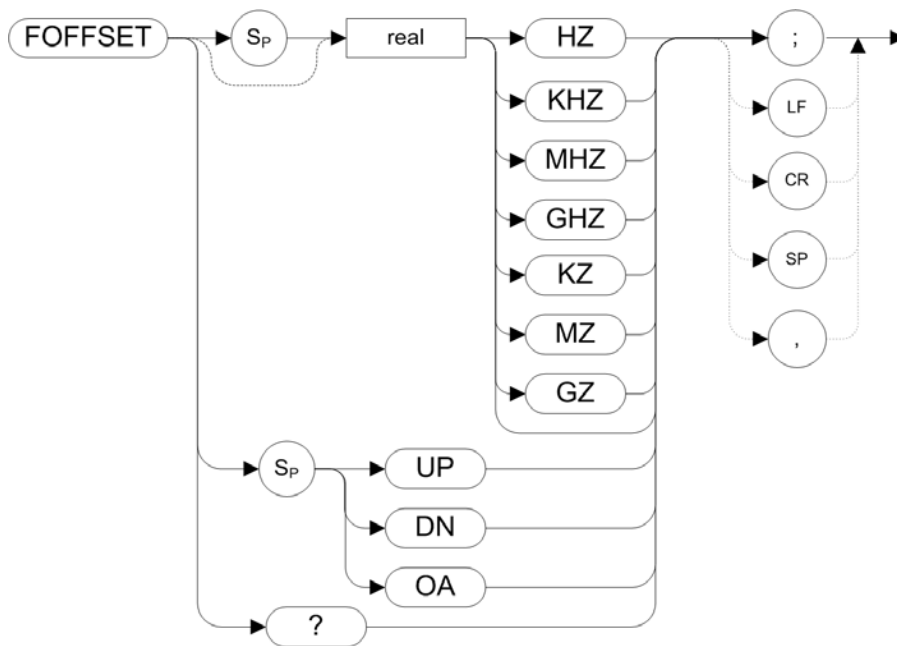 FOFFSET SP real HZ ;
KHZ LF
MHZ CR
GHZ
KZ SP
MZ ,
GZ
SP UP
DN
OA
?